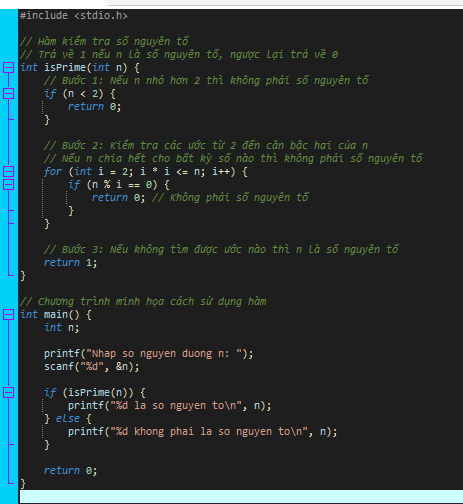 #include <stdio.h>
// Hàm kiểm tra số nguyên tố
// Trả về 1 nếu n là số nguyên tố, ngược lại trả về 0
int isPrime(int n) {
// Bước 1: Nếu n nhỏ hơn 2 thì không phải số nguyên tố
if (n < 2) {
return 0;
}
// Bước 2: Kiểm tra các ước từ 2 đến căn bậc hai của n
// Nếu n chia hết cho bất kỳ số nào thì không phải số nguyên tố
for (int i = 2; i * i <= n; i++) {
if (n % i == 0) {
return 0; // Không phải số nguyên tố
}
}
// Bước 3: Nếu không tìm được ước nào thì n là số nguyên tố
return 1;
}
// Chương trình minh họa cách sử dụng hàm
int main() {
int n;
printf("Nhap so nguyen duong n: ");
scanf("%d", &n);
if (isPrime(n)) {
printf("%d la so nguyen to\n", n);
} else {
printf("%d khong phai la so nguyen to\n", n);
}
return 0;
}